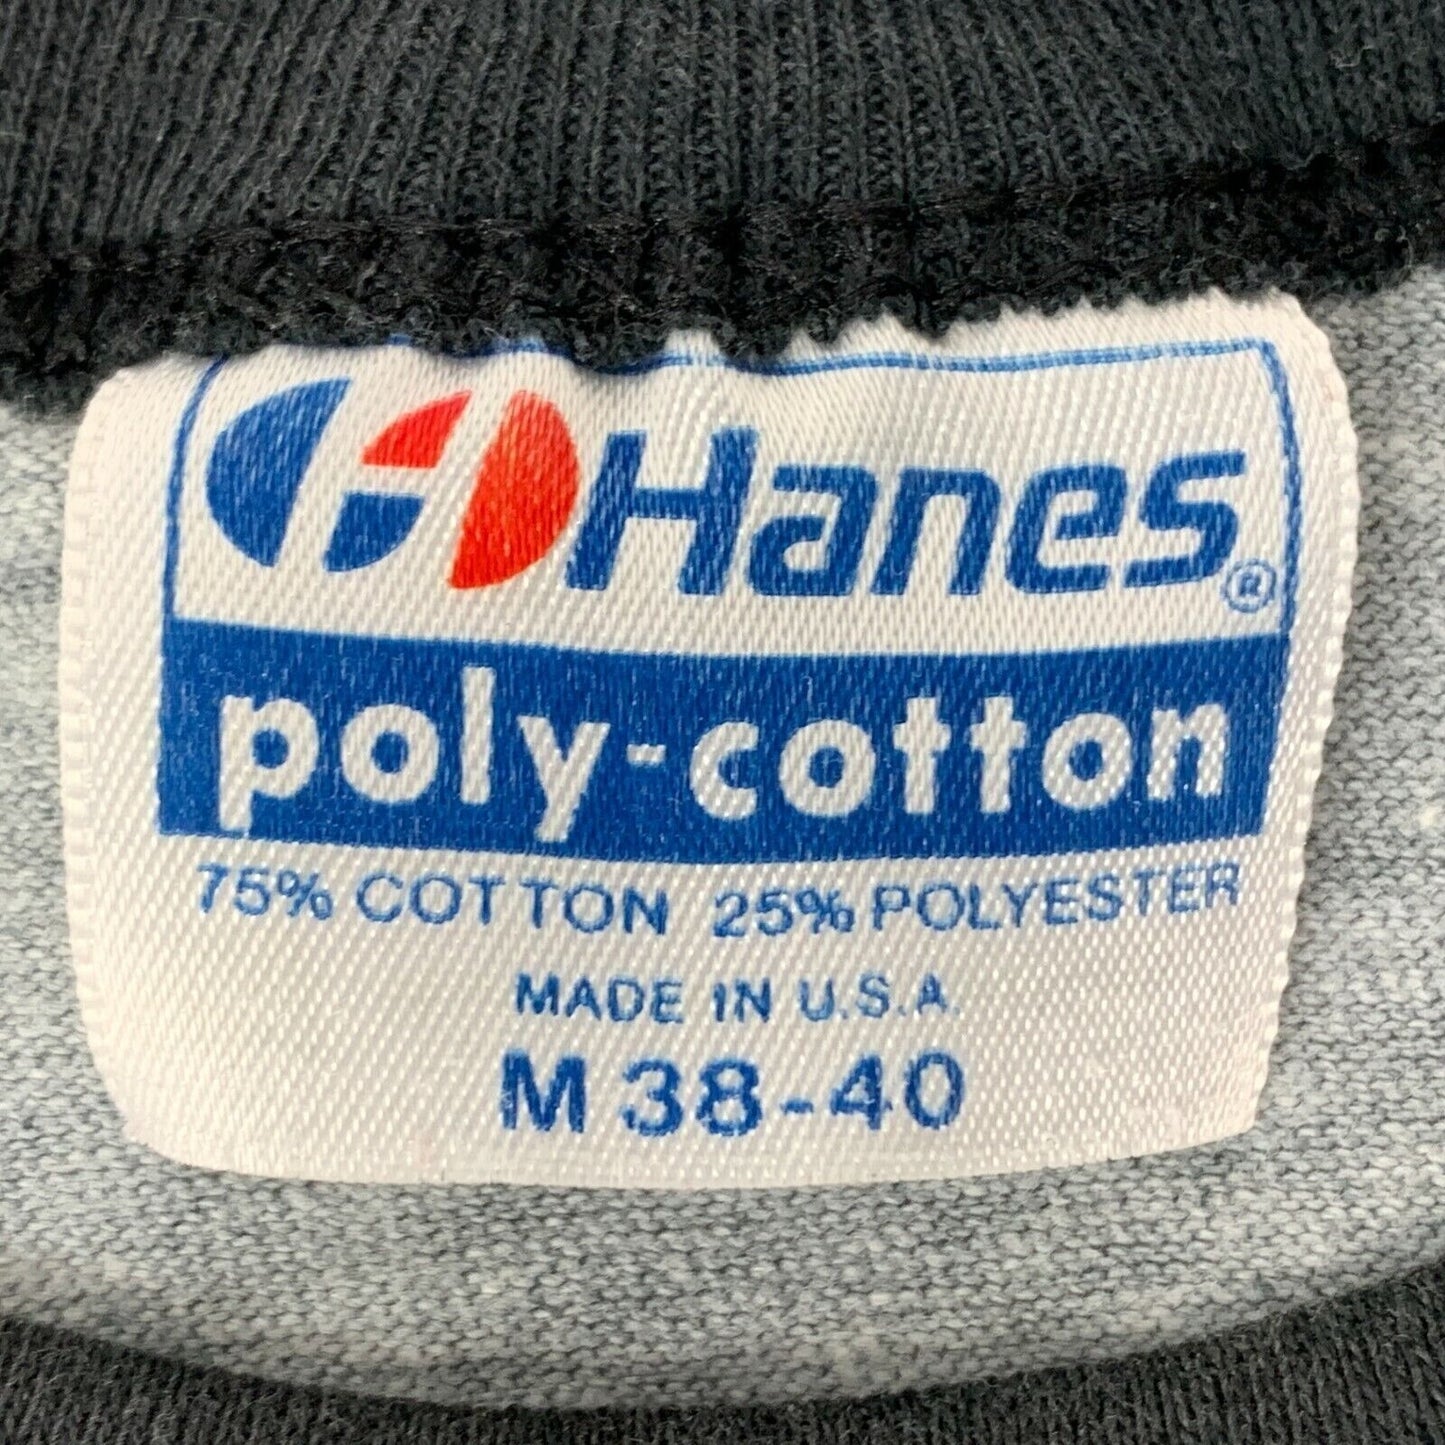 Hanes®
poly-cotton
75% COTTON 25% POLYESTER
MADE IN U.S.A.
M 38-40